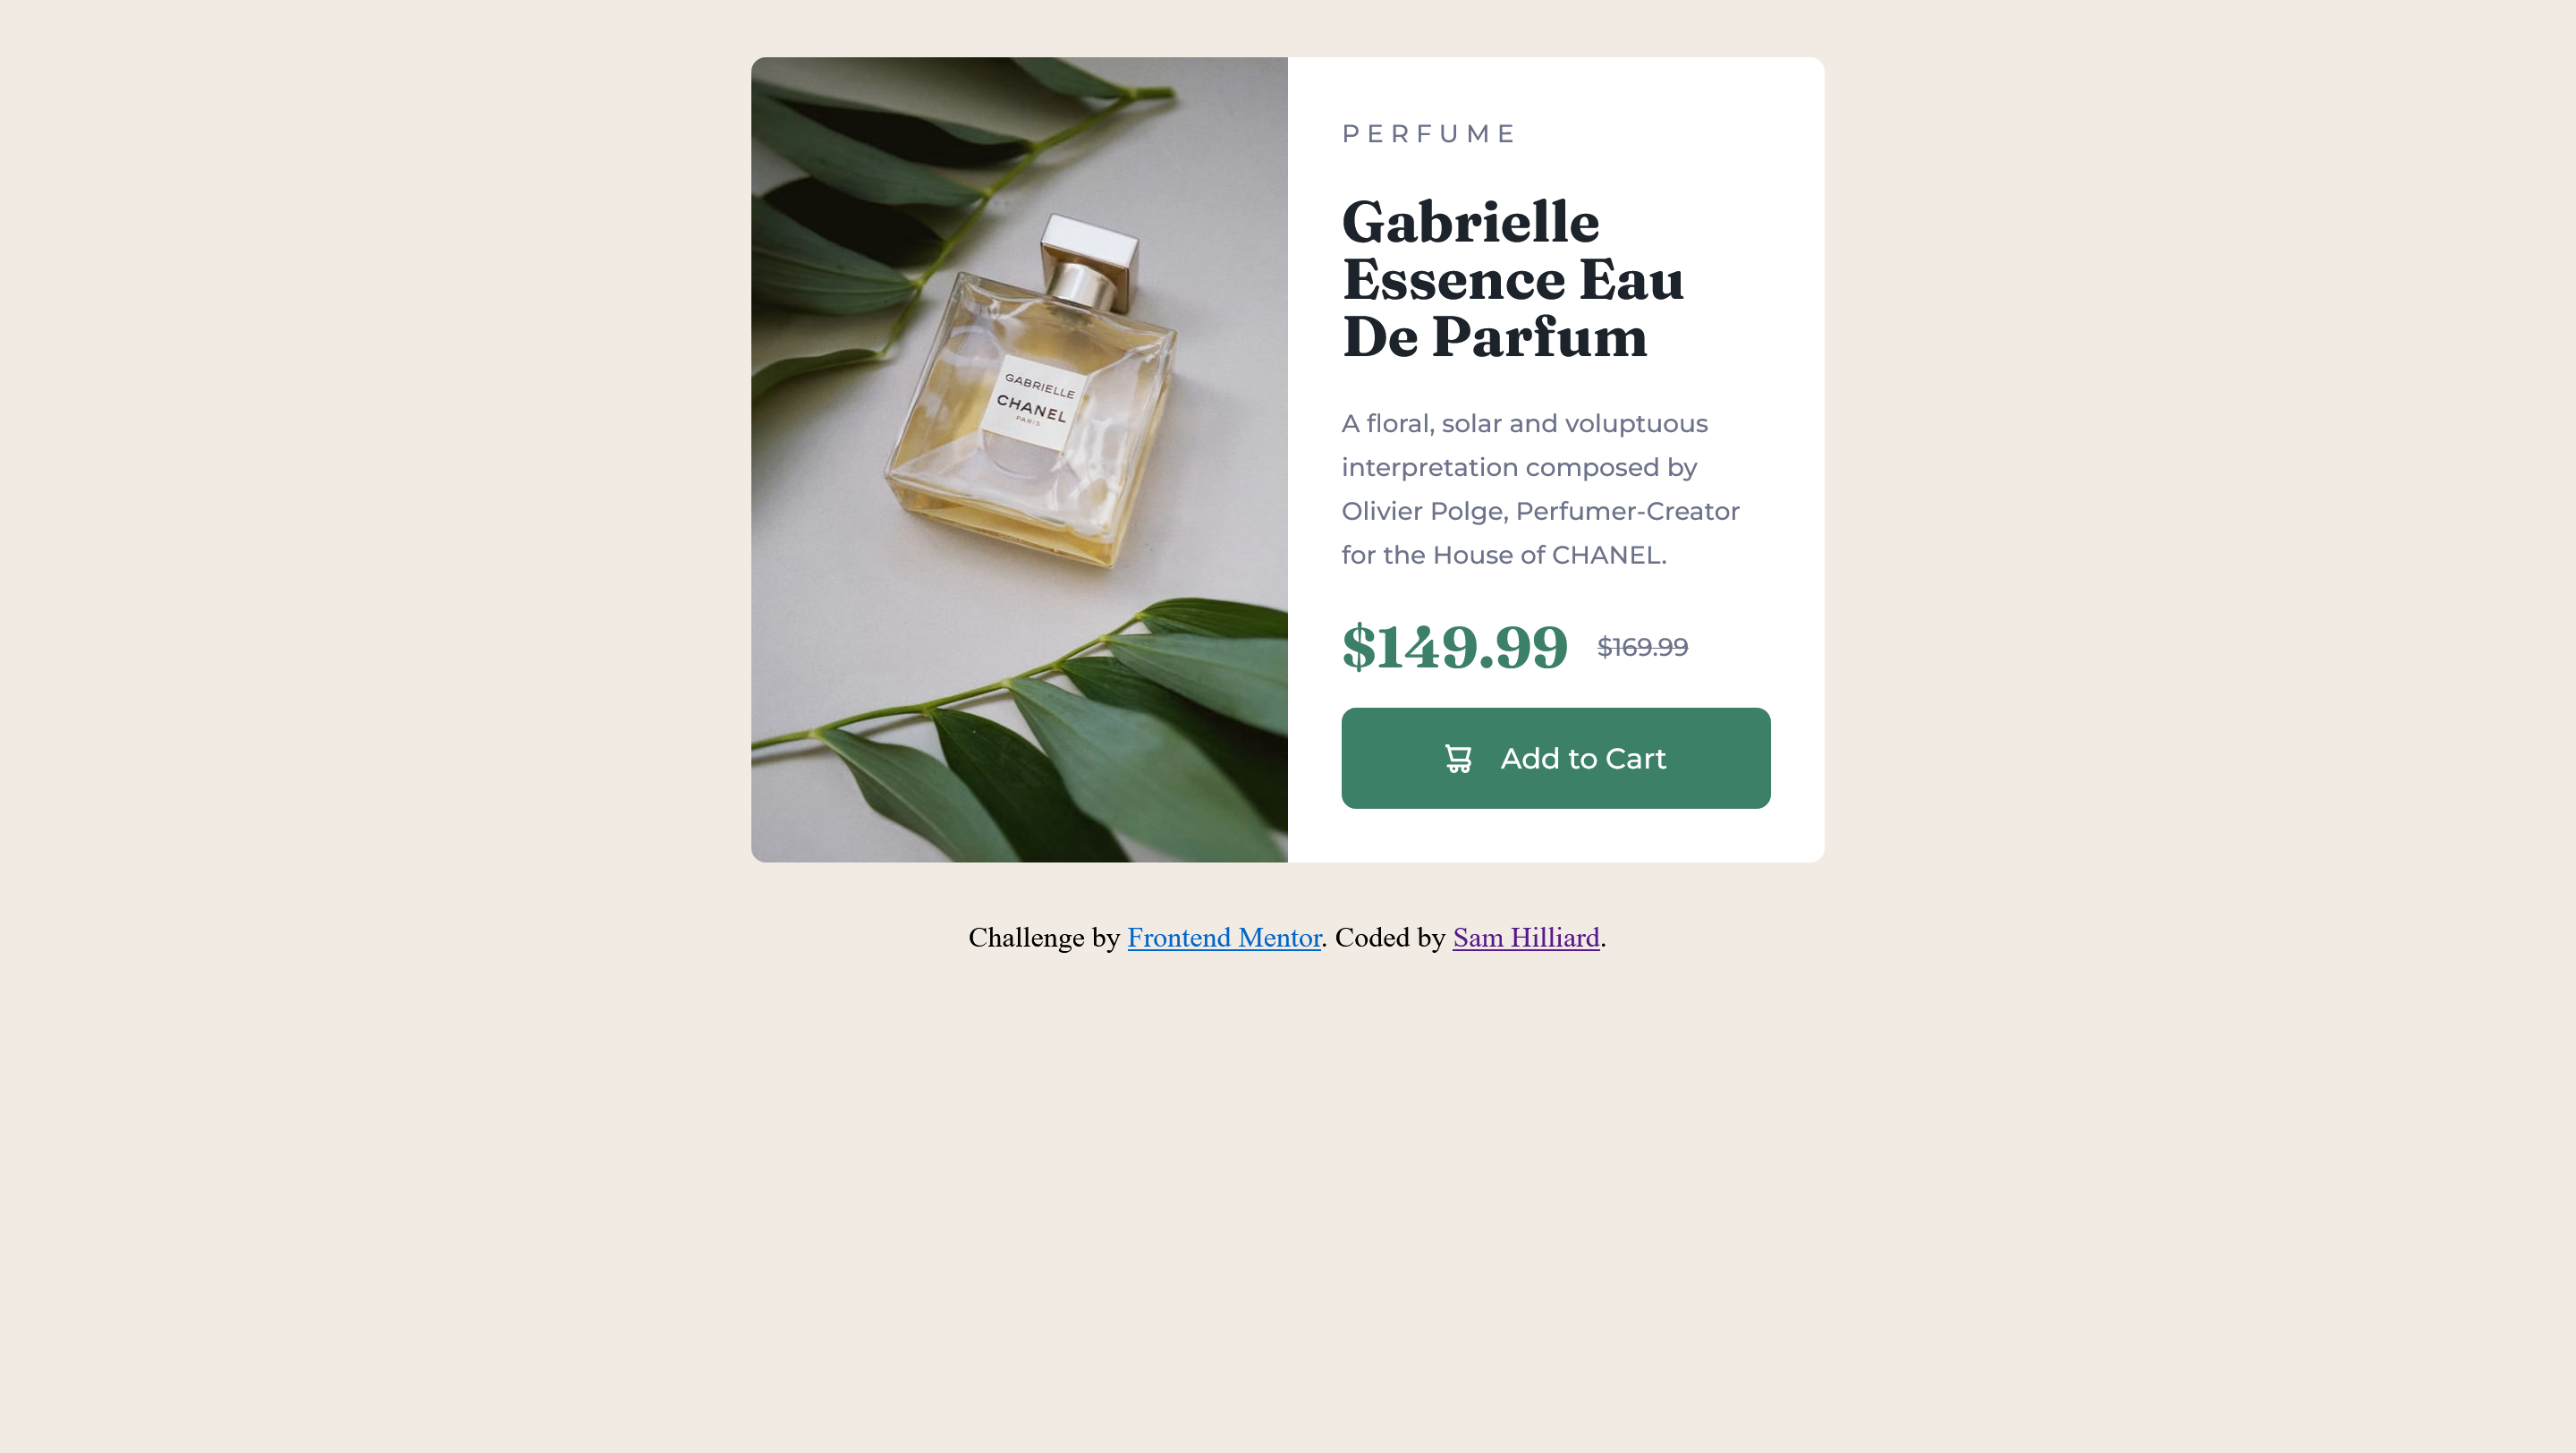 GABRIELLE
CHANEL
PARIS
PERFUME
Gabrielle
Essence Eau
De Parfum
A floral, solar and voluptuous
interpretation composed by
Olivier Polge, Perfumer-Creator
for the House of CHANEL.
$149.99 $169.99
Add to Cart
Challenge by Frontend Mentor. Coded by Sam Hilliard.